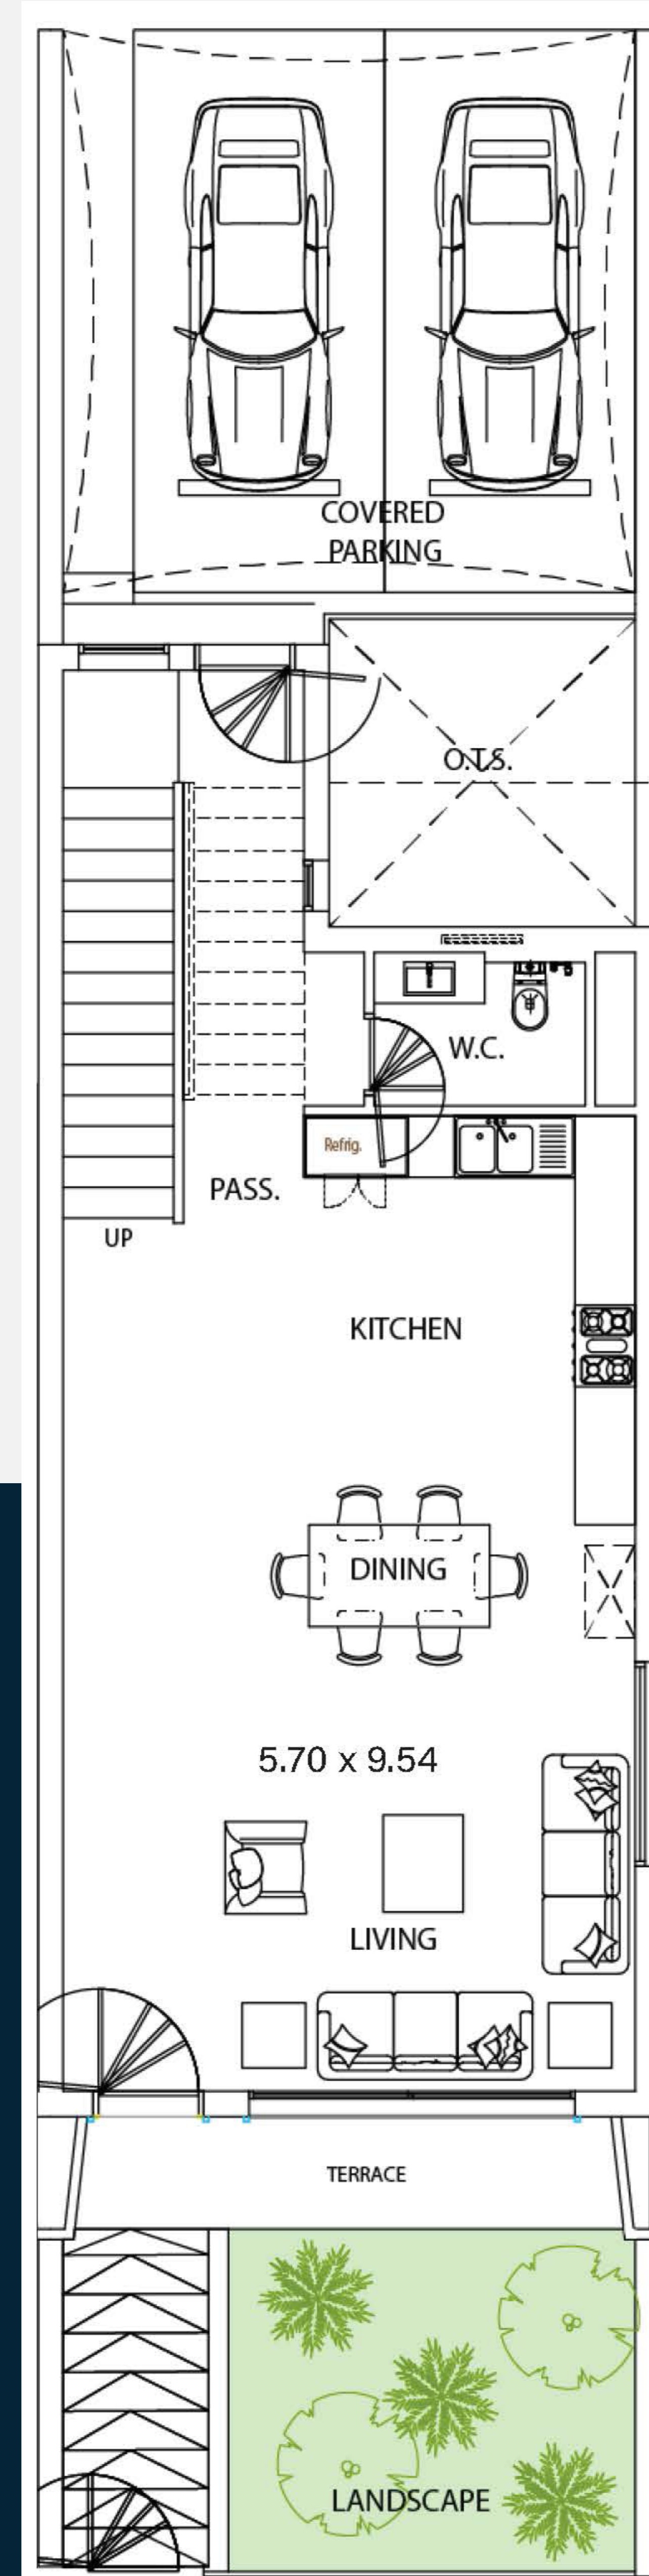 COVERED
PARKING
O.T.S.
W.C.
Refrig.
PASS.
UP
KITCHEN
DINING
5.70 x 9.54
LIVING
TERRACE
LANDSCAPE